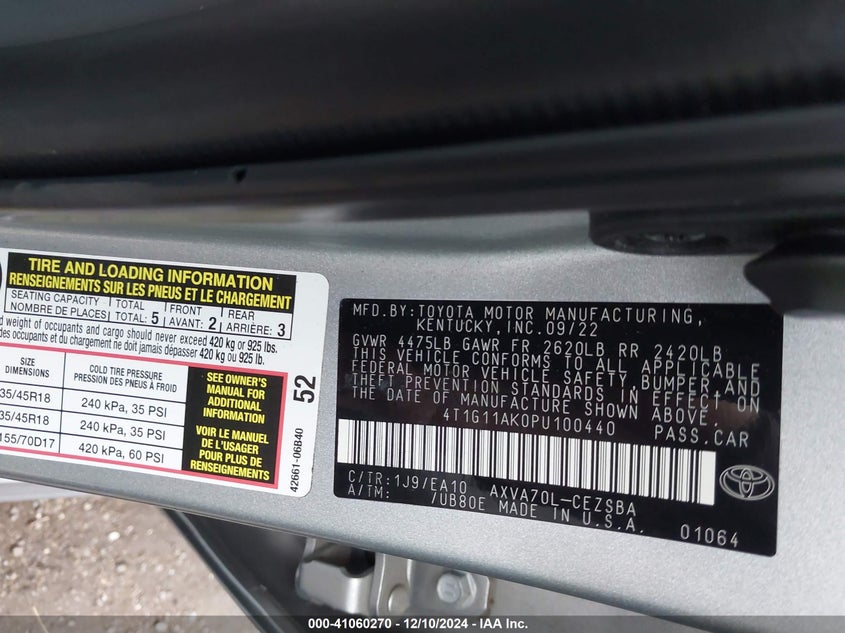 TIRE AND LOADING INFORMATION
RENSEIGNEMENTS SUR LES PNEUS ET LE CHARGEMENT
SEATING CAPACITY TOTAL FRONT REAR
NOMBRE DE PLACES TOTAL: 5 AVANT: 2 ARRIÈRE: 3
weight of occupants and cargo should never exceed 420 kg or 925 lbs.
des occupants et du chargement ne doit jamais dépasser 420 kg ou 925 lb.
SIZE COLD TIRE PRESSURE
DIMENSIONS PRESSION DES PNEUS À FROID
35/45R18 240 kPa, 35 PSI
35/45R18 240 kPa, 35 PSI
155/70D17 420 kPa, 60 PSI
SEE OWNER'S
MANUAL FOR
ADDITIONAL
INFORMATION
VOIR LE MANUEL
DE L'USAGER
POUR PLUS DE
RENSEIGNEMENTS
52
42661-06B40
MFD.BY:TOYOTA MOTOR MANUFACTURING,
KENTUCKY,INC.09/22
GVWR 4475LB GAWR FR 2620LB RR 2420LB
THIS VEHICLE CONFORMS TO ALL APPLICABLE
FEDERAL MOTOR VEHICLE SAFETY,BUMPER,AND
THEFT PREVENTION STANDARDS IN EFFECT ON
THE DATE OF MANUFACTURE SHOWN ABOVE.
4T1G11AK0PU100440 PASS.CAR
C/TR:1J9/EA10 AXVA70L-CEZSBA
A/TM: /UB80E MADE IN U.S.A.
01064
000-41060270 - 12/10/2024 - IAA Inc.